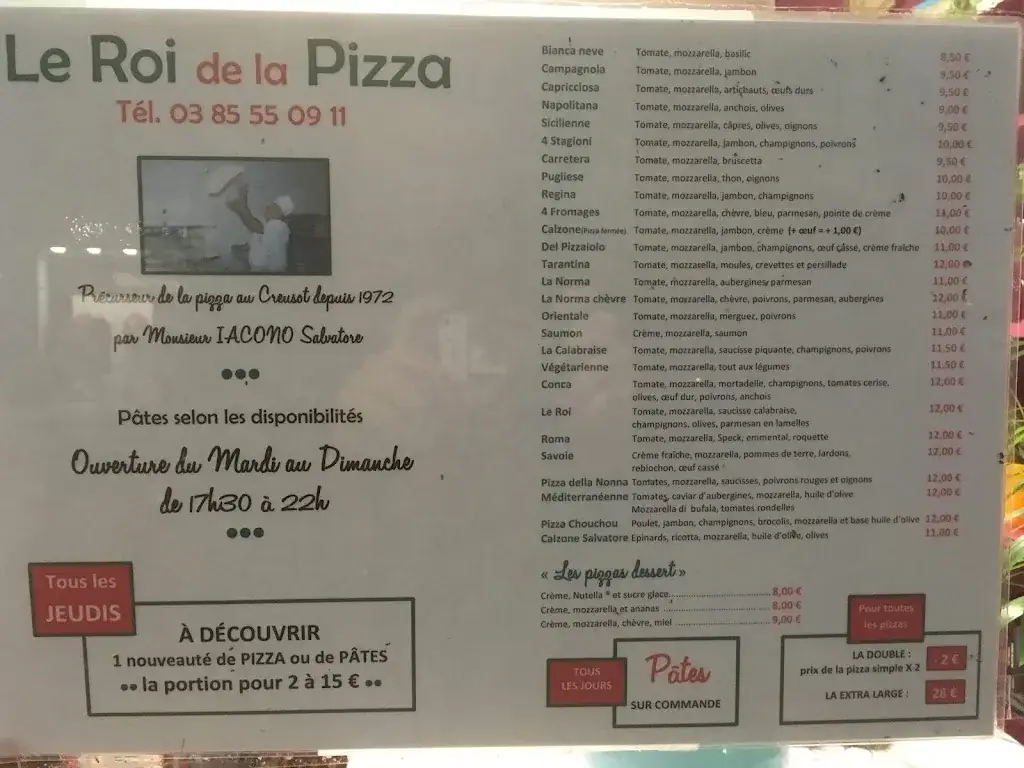 Le Roi de la Pizza
Tél. 03 85 55 09 11
Précurseur de la pizza au Creusot depuis 1972
par Monsieur IACONO Salvatore
Pâtes selon les disponibilités
Ouverture du Mardi au Dimanche
de 17h30 à 22h
Tous les
JEUDIS
À DÉCOUVRIR
1 nouveauté de PIZZA ou de PÂTES
•• la portion pour 2 à 15 € ••
Bianca neve Tomate, mozzarella, basilic 8,50 €
Campagnola Tomate, mozzarella, jambon 9,50 €
Capricciosa Tomate, mozzarella, artichauts, œufs durs 9,50 €
Napolitana Tomate, mozzarella, anchois, olives 9,00 €
Sicilienne Tomate, mozzarella, câpres, olives, oignons 9,50 €
4 Stagioni Tomate, mozzarella, jambon, champignons, poivrons 10,00 €
Carretera Tomate, mozzarella, bruscetta 9,50 €
Pugliese Tomate, mozzarella, thon, oignons 10,00 €
Regina Tomate, mozzarella, jambon, champignons 10,00 €
4 Fromages Tomate, mozzarella, chèvre, bleu, parmesan, pointe de crème 11,00 €
Calzone (Pizza fermée) Tomate, mozzarella, jambon, crème (+ œuf = + 1,00 €) 10,00 €
Del Pizzaiolo Tomate, mozzarella, jambon, champignons, œuf cassé, crème fraîche 11,00 €
Tarantina Tomate, mozzarella, moules, crevettes et persillade 12,00 €
La Norma Tomate, mozzarella, aubergines, parmesan 11,00 €
La Norma chèvre Tomate, mozzarella, chèvre, poivrons, parmesan, aubergines 12,00 €
Orientale Tomate, mozzarella, merguez, poivrons 11,00 €
Saumon Crème, mozzarella, saumon 11,00 €
La Calabraise Tomate, mozzarella, saucisse piquante, champignons, poivrons 11,50 €
Végétarienne Tomate, mozzarella, tout aux légumes 11,50 €
Conca Tomate, mozzarella, mortadelle, champignons, tomates cerise, 12,00 €
olives, œuf dur, poivrons, anchois
Le Roi Tomate, mozzarella, saucisse calabraise, 12,00 €
champignons, olives, parmesan en lamelles
Roma Tomate, mozzarella, Speck, emmental, roquette 12,00 €
Savoie Crème fraîche, mozzarella, pommes de terre, lardons, 12,00 €
reblochon, œuf cassé
Pizza della Nonna Tomates, mozzarella, saucisses, poivrons rouges et oignons 12,00 €
Méditerranéenne Tomates, caviar d'aubergines, mozzarella, huile d'olive 12,00 €
Mozzarella di bufala, tomates rondelles
Pizza Chouchou Poulet, jambon, champignons, brocolis, mozzarella et base huile d'olive 12,00 €
Calzone Salvatore Epinards, ricotta, mozzarella, huile d'olive, olives 11,00 €
« Les pizzas dessert »
Crème, Nutella ® et sucre glace 8,00 €
Crème, mozzarella et ananas 8,00 €
Crème, mozzarella, chèvre, miel 9,00 €
TOUS
LES JOURS
Pâtes
SUR COMMANDE
Pour toutes
les pizzas
LA DOUBLE :
prix de la pizza simple X 2 - 2 €
LA EXTRA LARGE : 28 €